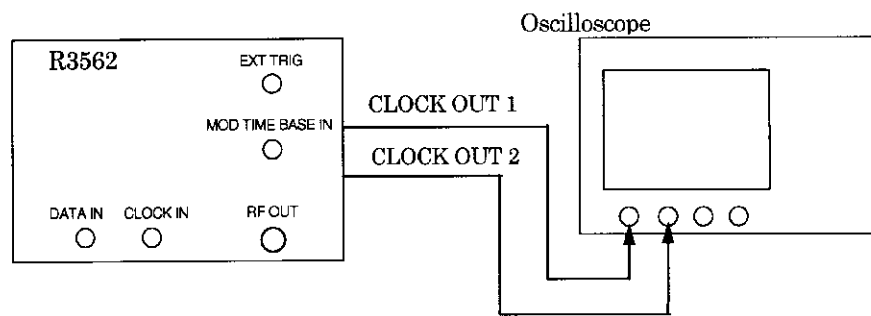 Oscilloscope
R3562
EXT TRIG
CLOCK OUT 1
MOD TIME BASE IN
CLOCK OUT 2
DATA IN
CLOCK IN
RF OUT